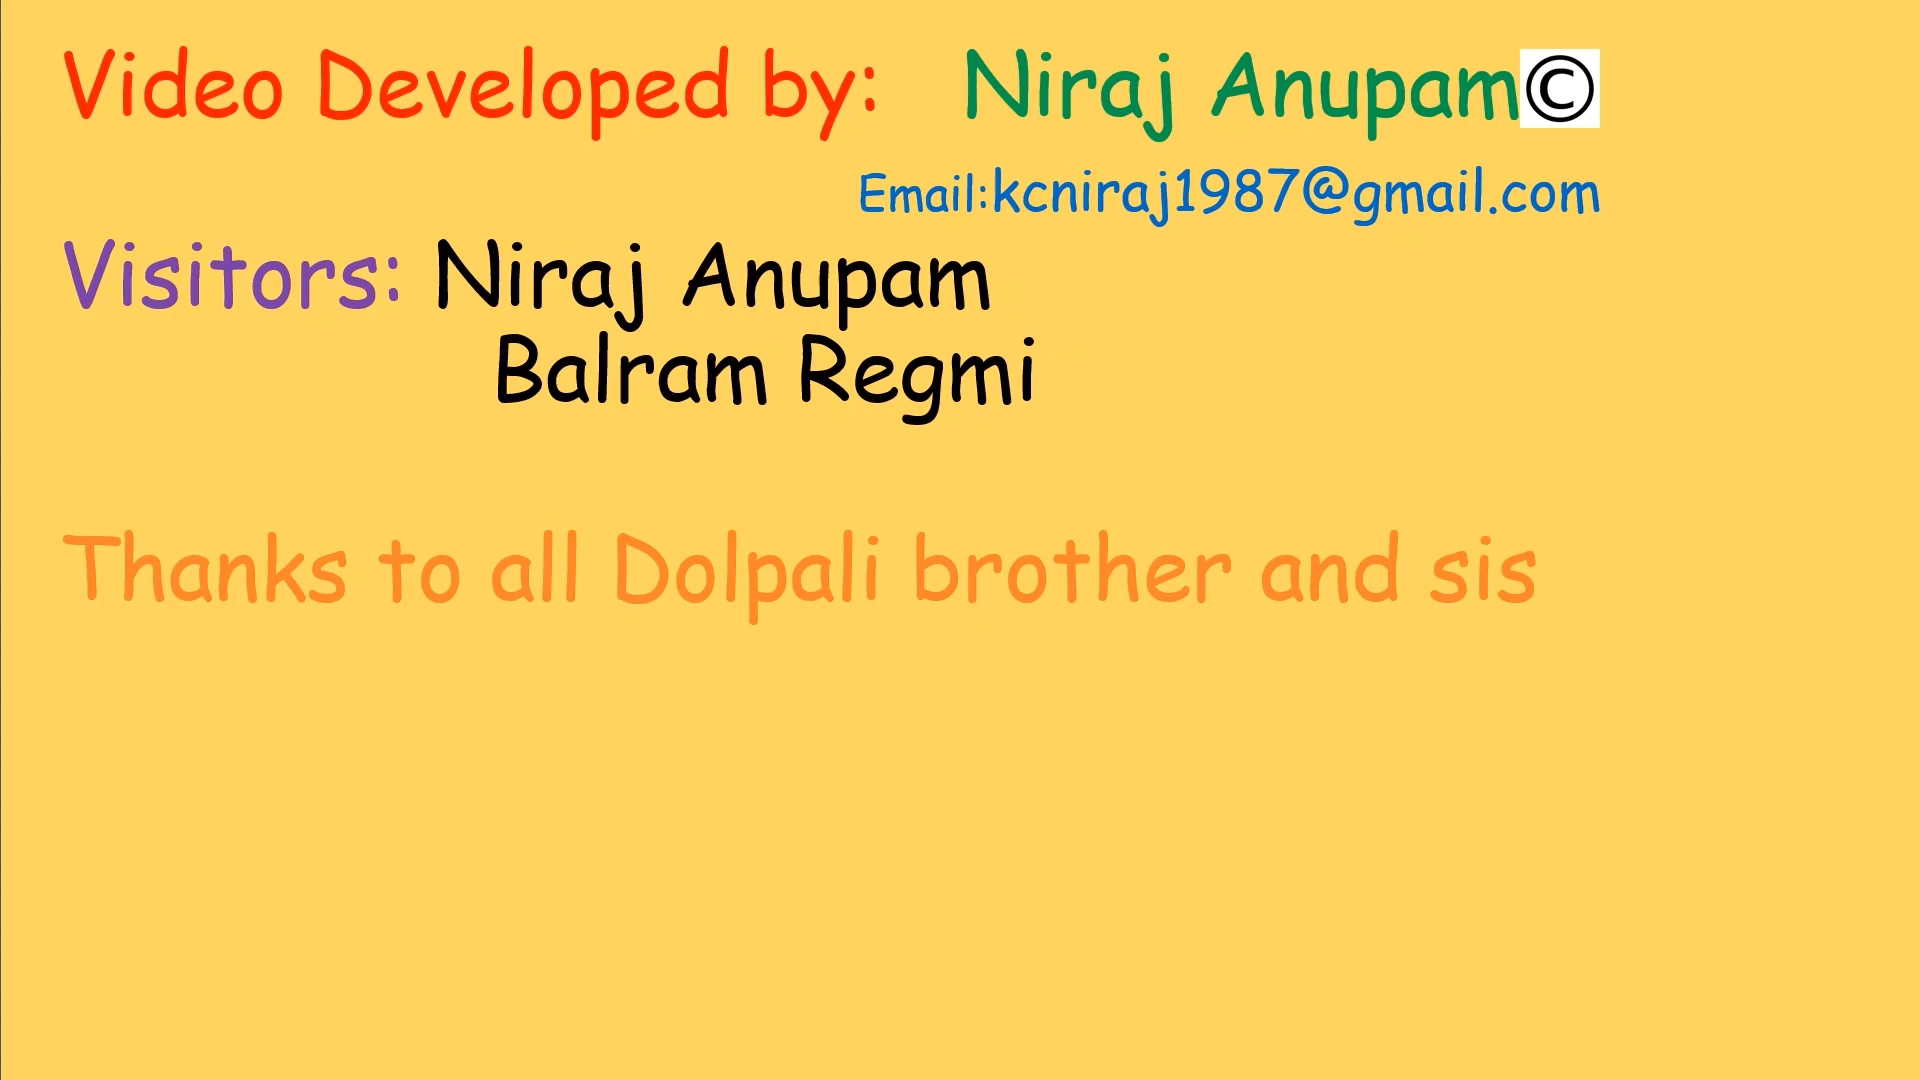 Video Developed by: Niraj Anupam©
Email:kcniraj1987@gmail.com
Visitors: Niraj Anupam
Balram Regmi
Thanks to all Dolpali brother and sis